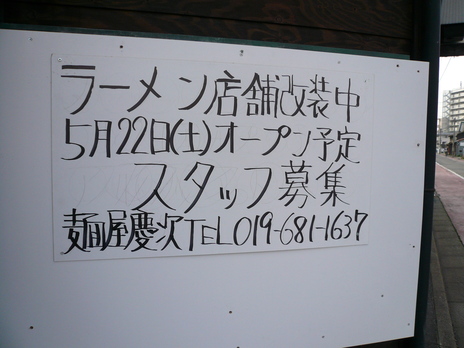 ラーメン店舗改装中
5月22日(土)オープン予定
スタッフ募集
麺屋慶次TEL019-681-1637